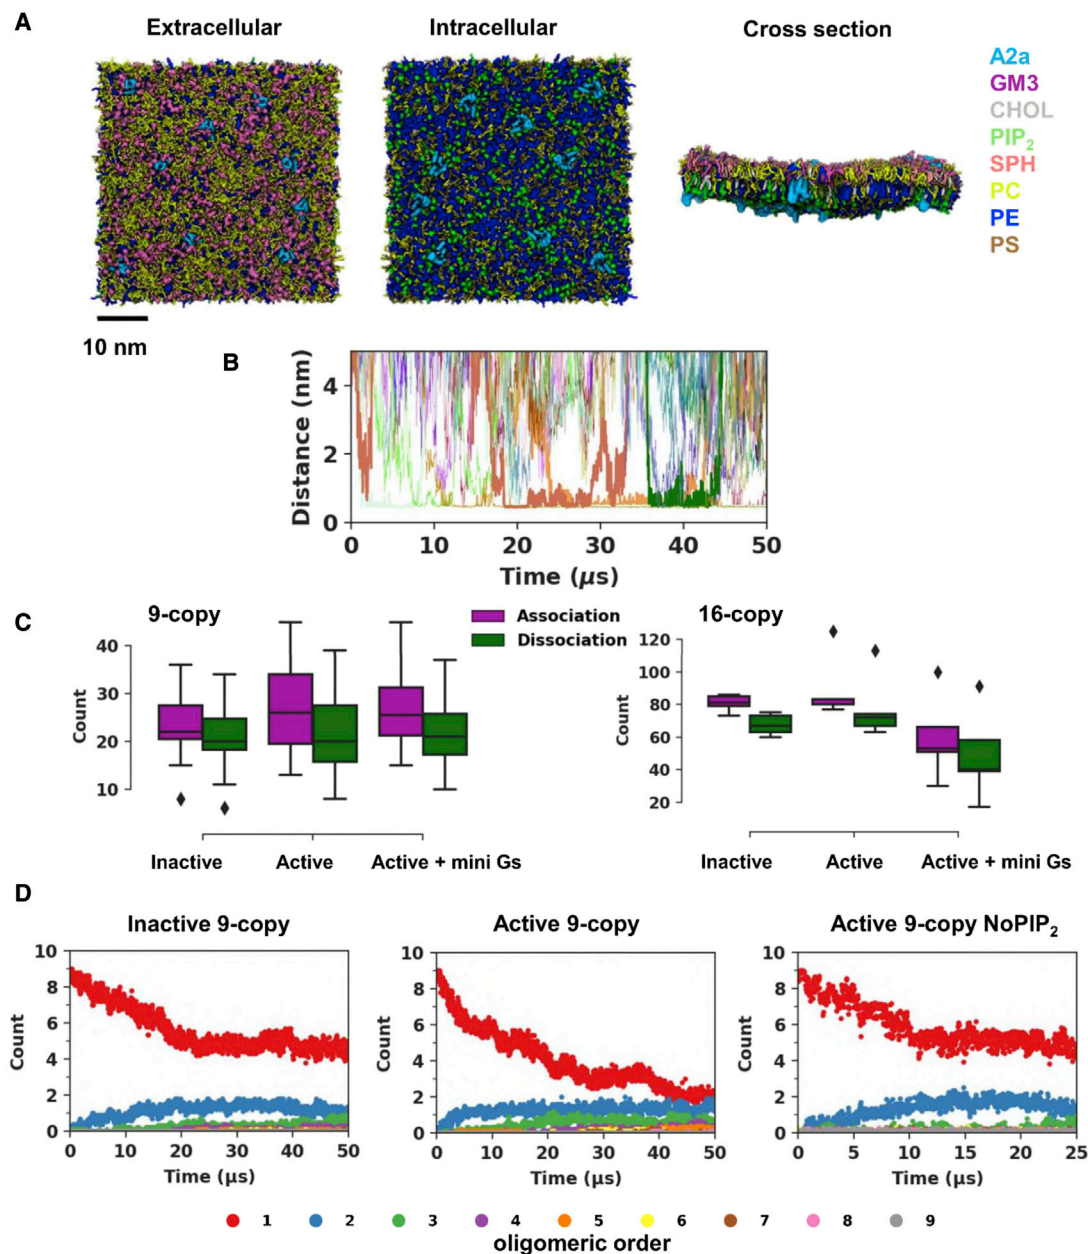 A
Extracellular
Intracellular
Cross section
A2a
GM3
CHOL
PIP₂
SPH
PC
PE
PS
10 nm
B
Distance (nm)
4
2
0
0 10 20 30 40 50
Time (μs)
C
9-copy
Association
Dissociation
16-copy
Count
40
30
20
10
Inactive Active Active + mini Gs
Count
120
100
80
60
40
20
Inactive Active Active + mini Gs
D
Inactive 9-copy
Count
10
8
6
4
2
0
0 10 20 30 40 50
Time (μs)
Active 9-copy
Count
10
8
6
4
2
0
0 10 20 30 40 50
Time (μs)
Active 9-copy NoPIP₂
Count
10
8
6
4
2
0
0 5 10 15 20 25
Time (μs)
1 2 3 4 5 6 7 8 9
oligomeric order